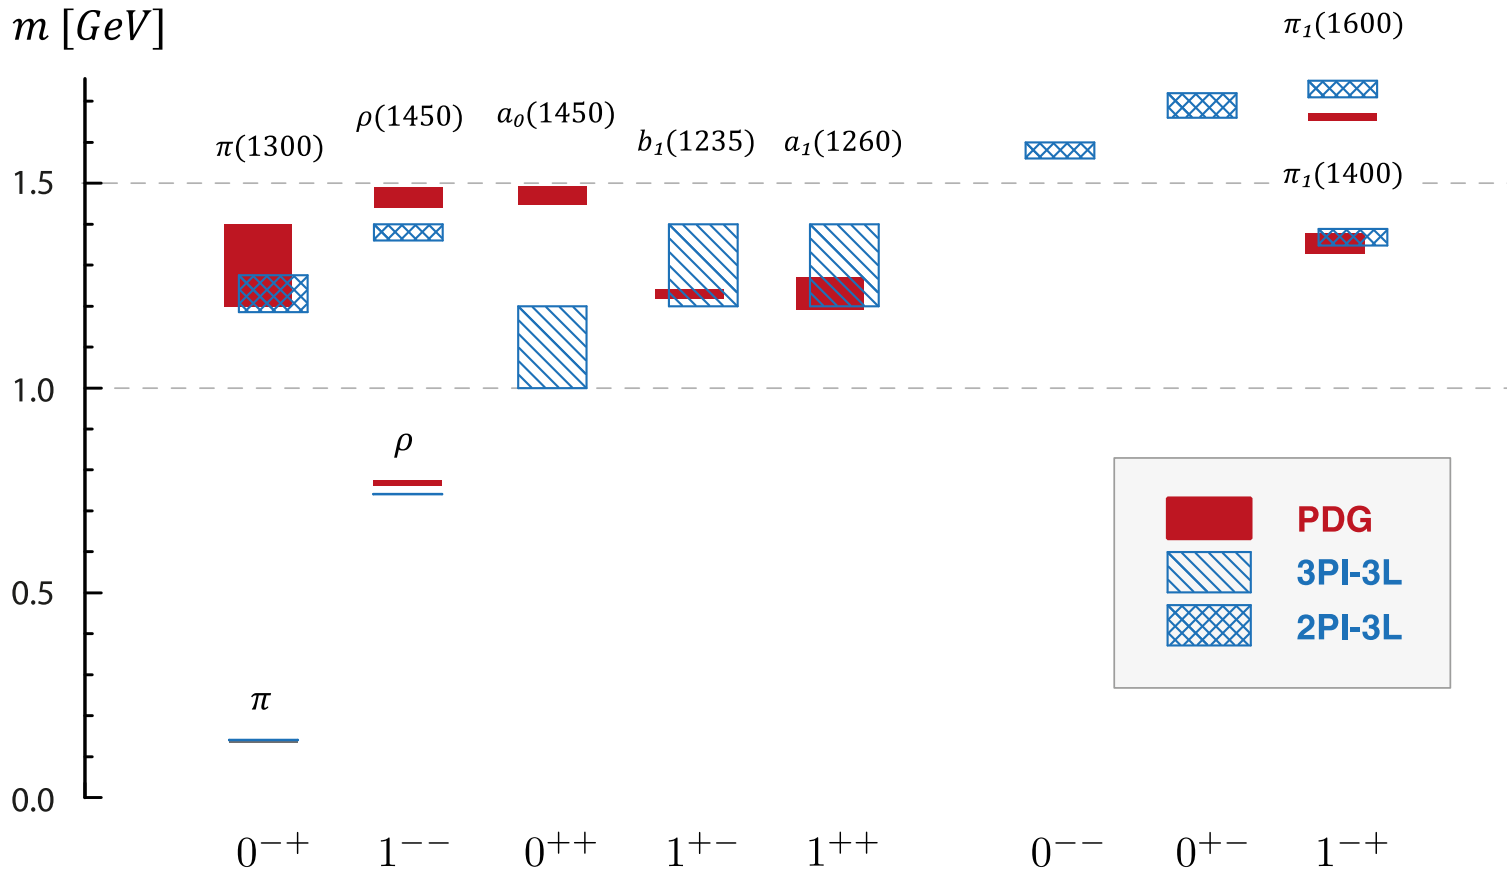 m [GeV]
π₁(1600)
ρ(1450)
a₀(1450)
π(1300)
b₁(1235)
a₁(1260)
π₁(1400)
1.5
1.0
ρ
0.5
π
0.0
PDG
3PI-3L
2PI-3L
0⁻⁺ 1⁻⁻ 0⁺⁺ 1⁺⁻ 1⁺⁺ 0⁻⁻ 0⁺⁻ 1⁻⁺